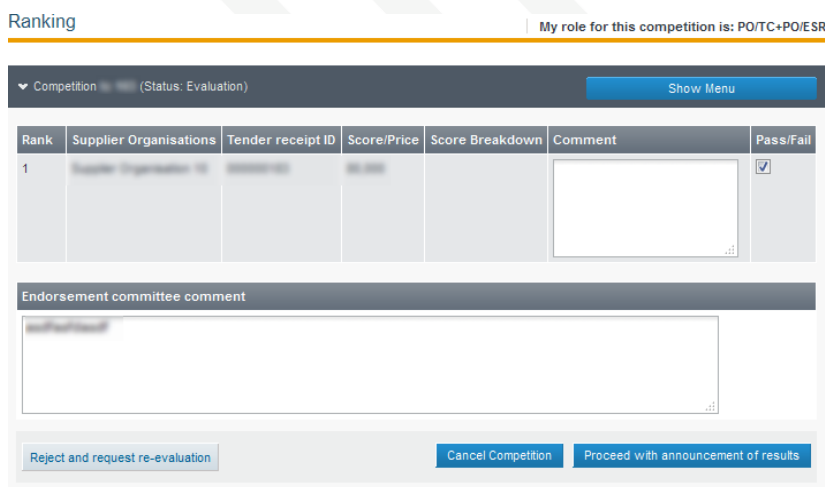 Ranking
My role for this competition is: PO/TC+PO/ESR
Competition (Status: Evaluation)
Show Menu
Rank Supplier Organisations Tender receipt ID Score/Price Score Breakdown Comment Pass/Fail
1
Endorsement committee comment
Reject and request re-evaluation
Cancel Competition
Proceed with announcement of results